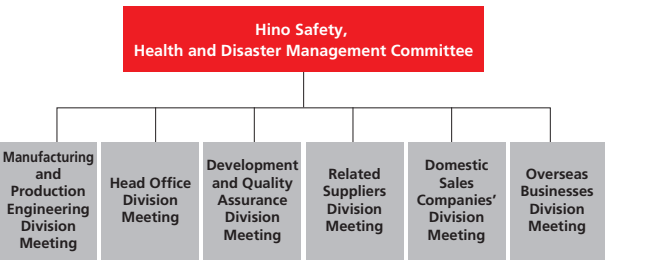 Hino Safety,
Health and Disaster Management Committee
Manufacturing
and
Production
Engineering
Division
Meeting
Head Office
Division
Meeting
Development
and Quality
Assurance
Division
Meeting
Related
Suppliers
Division
Meeting
Domestic
Sales
Companies’
Division
Meeting
Overseas
Businesses
Division
Meeting